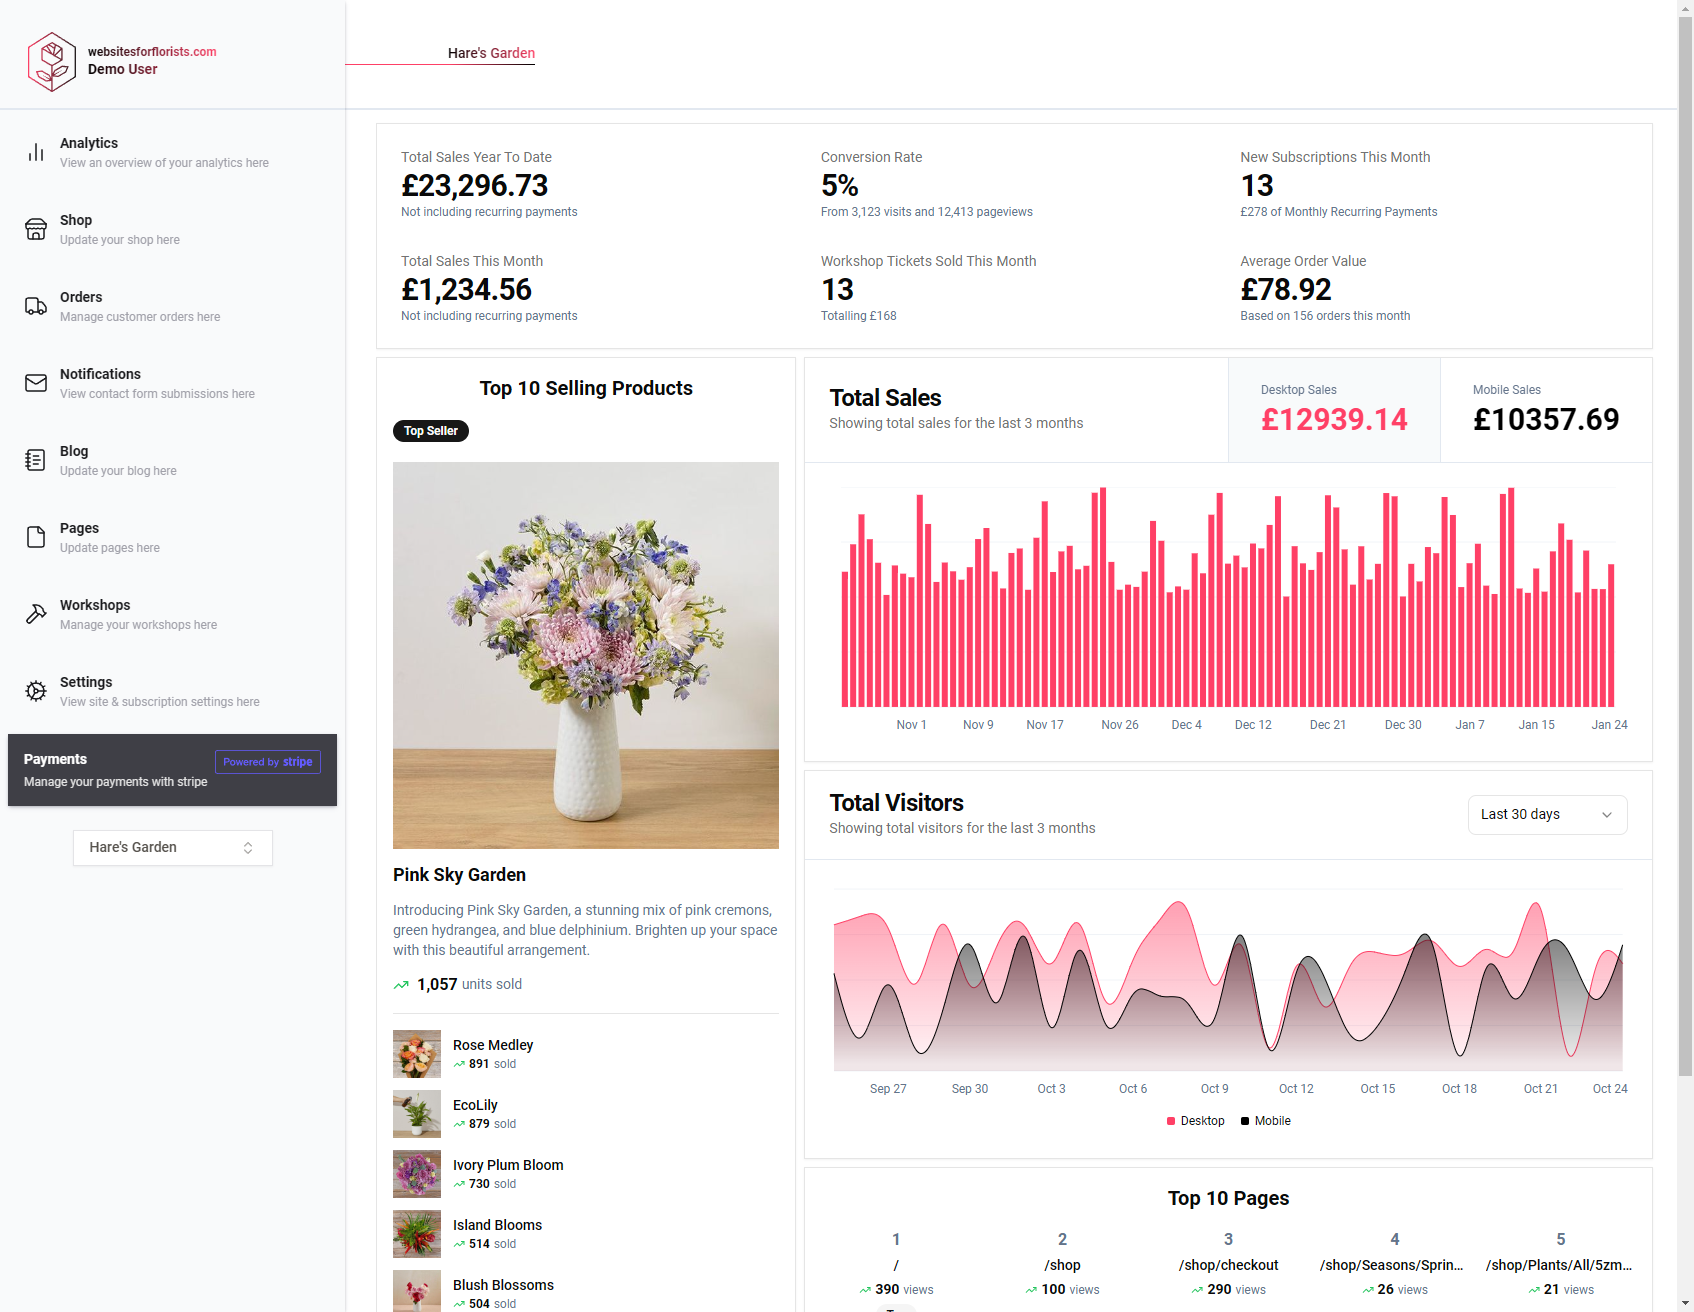 websitesforflorists.com
Demo User
Hare's Garden
Analytics
View an overview of your analytics here
Shop
Update your shop here
Orders
Manage customer orders here
Notifications
View contact form submissions here
Blog
Update your blog here
Pages
Update pages here
Workshops
Manage your workshops here
Settings
View site & subscription settings here
Payments
Powered by stripe
Manage your payments with stripe
Hare's Garden
Total Sales Year To Date
£23,296.73
Not including recurring payments
Conversion Rate
5%
From 3,123 visits and 12,413 pageviews
New Subscriptions This Month
13
£278 of Monthly Recurring Payments
Total Sales This Month
£1,234.56
Not including recurring payments
Workshop Tickets Sold This Month
13
Totalling £168
Average Order Value
£78.92
Based on 156 orders this month
Top 10 Selling Products
Top Seller
Pink Sky Garden
Introducing Pink Sky Garden, a stunning mix of pink cremons,
green hydrangea, and blue delphinium. Brighten up your space
with this beautiful arrangement.
1,057 units sold
Rose Medley
891 sold
EcoLily
879 sold
Ivory Plum Bloom
730 sold
Island Blooms
514 sold
Blush Blossoms
504 sold
Total Sales
Showing total sales for the last 3 months
Desktop Sales
£12939.14
Mobile Sales
£10357.69
Nov 1 Nov 9 Nov 17 Nov 26 Dec 4 Dec 12 Dec 21 Dec 30 Jan 7 Jan 15 Jan 24
Total Visitors
Showing total visitors for the last 3 months
Last 30 days
Sep 27 Sep 30 Oct 3 Oct 6 Oct 9 Oct 12 Oct 15 Oct 18 Oct 21 Oct 24
Desktop Mobile
Top 10 Pages
1 2 3 4 5
/ /shop /shop/checkout /shop/Seasons/Sprin... /shop/Plants/All/5zm...
390 views 100 views 290 views 26 views 21 views